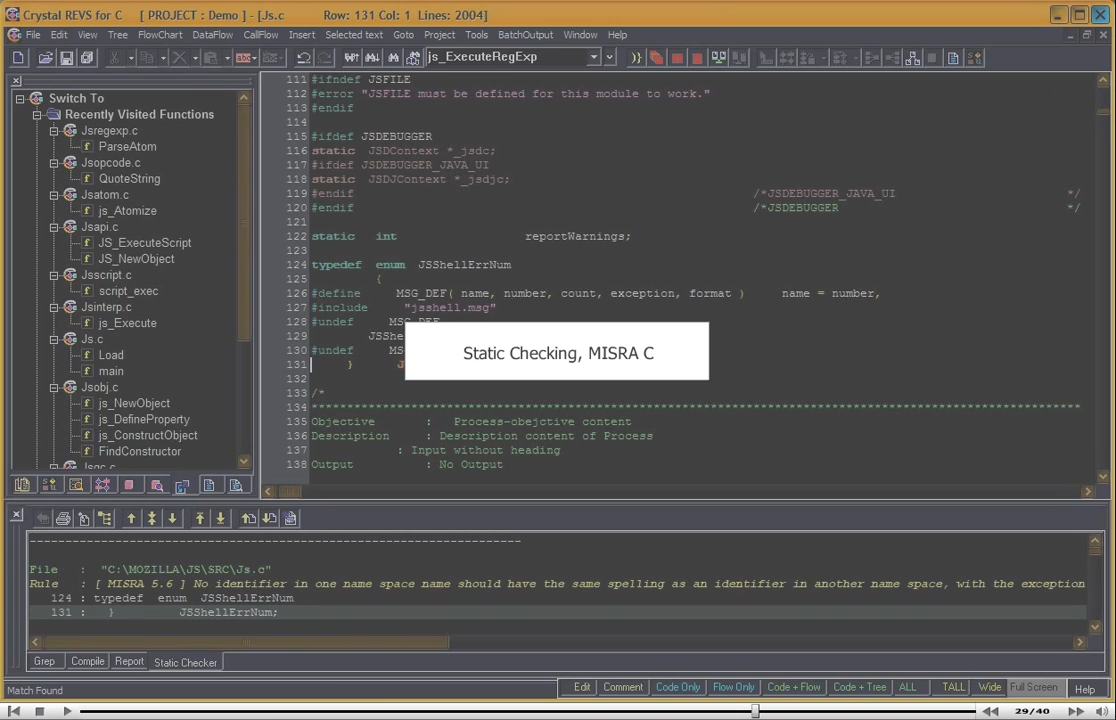 Crystal REVS for C [ PROJECT : Demo ] - [Js.c Row: 131 Col: 1 Lines: 2004]
File Edit View Tree FlowChart DataFlow CallFlow Insert Selected text Goto Project Tools BatchOutput Window Help
js_ExecuteRegExp
Switch To
Recently Visited Functions
Jsregexp.c
ParseAtom
Jsopcode.c
QuoteString
Jsatom.c
js_Atomize
Jsapi.c
JS_ExecuteScript
JS_NewObject
Jsscript.c
script_exec
Jsinterp.c
js_Execute
Js.c
Load
main
Jsobj.c
js_NewObject
js_DefineProperty
js_ConstructObject
FindConstructor
Jsgc.c
111 #ifndef JSFILE
112 #error "JSFILE must be defined for this module to work."
113 #endif
114
115 #ifdef JSDEBUGGER
116 static JSDContext *_jsdc;
117 #ifdef JSDEBUGGER_JAVA_UI
118 static JSDJContext *_jsdjc;
119 #endif /*JSDEBUGGER_JAVA_UI */
120 #endif /*JSDEBUGGER */
121
122 static int reportWarnings;
123
124 typedef enum JSShellErrNum
125 {
126 #define MSG_DEF( name, number, count, exception, format ) name = number,
127 #include "jsshell.msg"
128 #undef MSG_DEF
129 JSShe
130 #undef MS
131 } J
132
133 /*
134 ****************************************************************************************************
135 Objective : Process-obejctive content
136 Description : Description content of Process
137 : Input without heading
138 Output : No Output
Static Checking, MISRA C
----------------------------------------------------------------------
File : "C:\MOZILLA\JS\SRC\Js.c"
Rule : [ MISRA 5.6 ] No identifier in one name space name should have the same spelling as an identifier in another name space, with the exception
124 : typedef enum JSShellErrNum
131 : } JSShellErrNum;
Grep Compile Report Static Checker
Match Found Edit Comment Code Only Flow Only Code + Flow Code + Tree ALL TALL Wide Full Screen Help
29/40